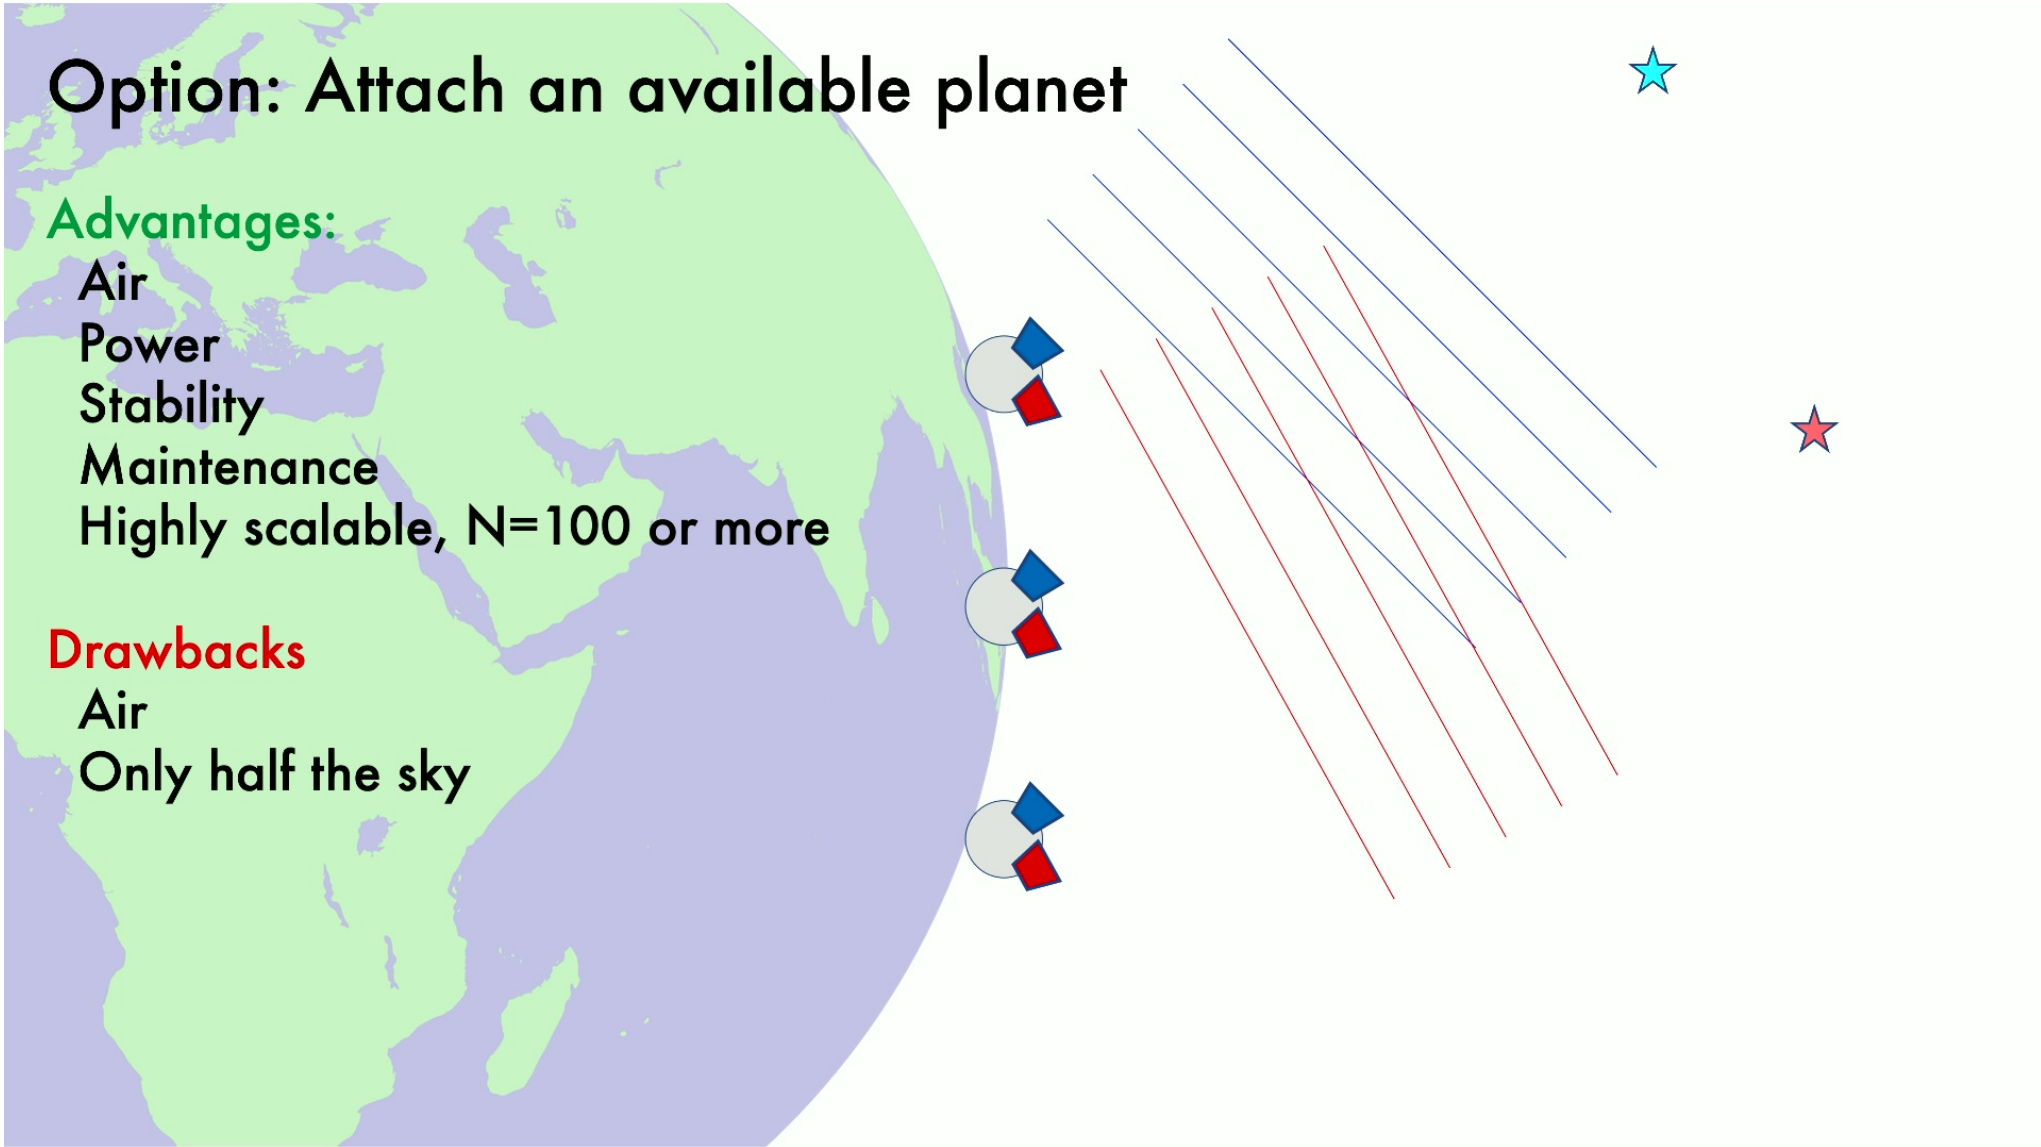 Option: Attach an available planet
Advantages:
Air
Power
Stability
Maintenance
Highly scalable, N=100 or more
Drawbacks
Air
Only half the sky